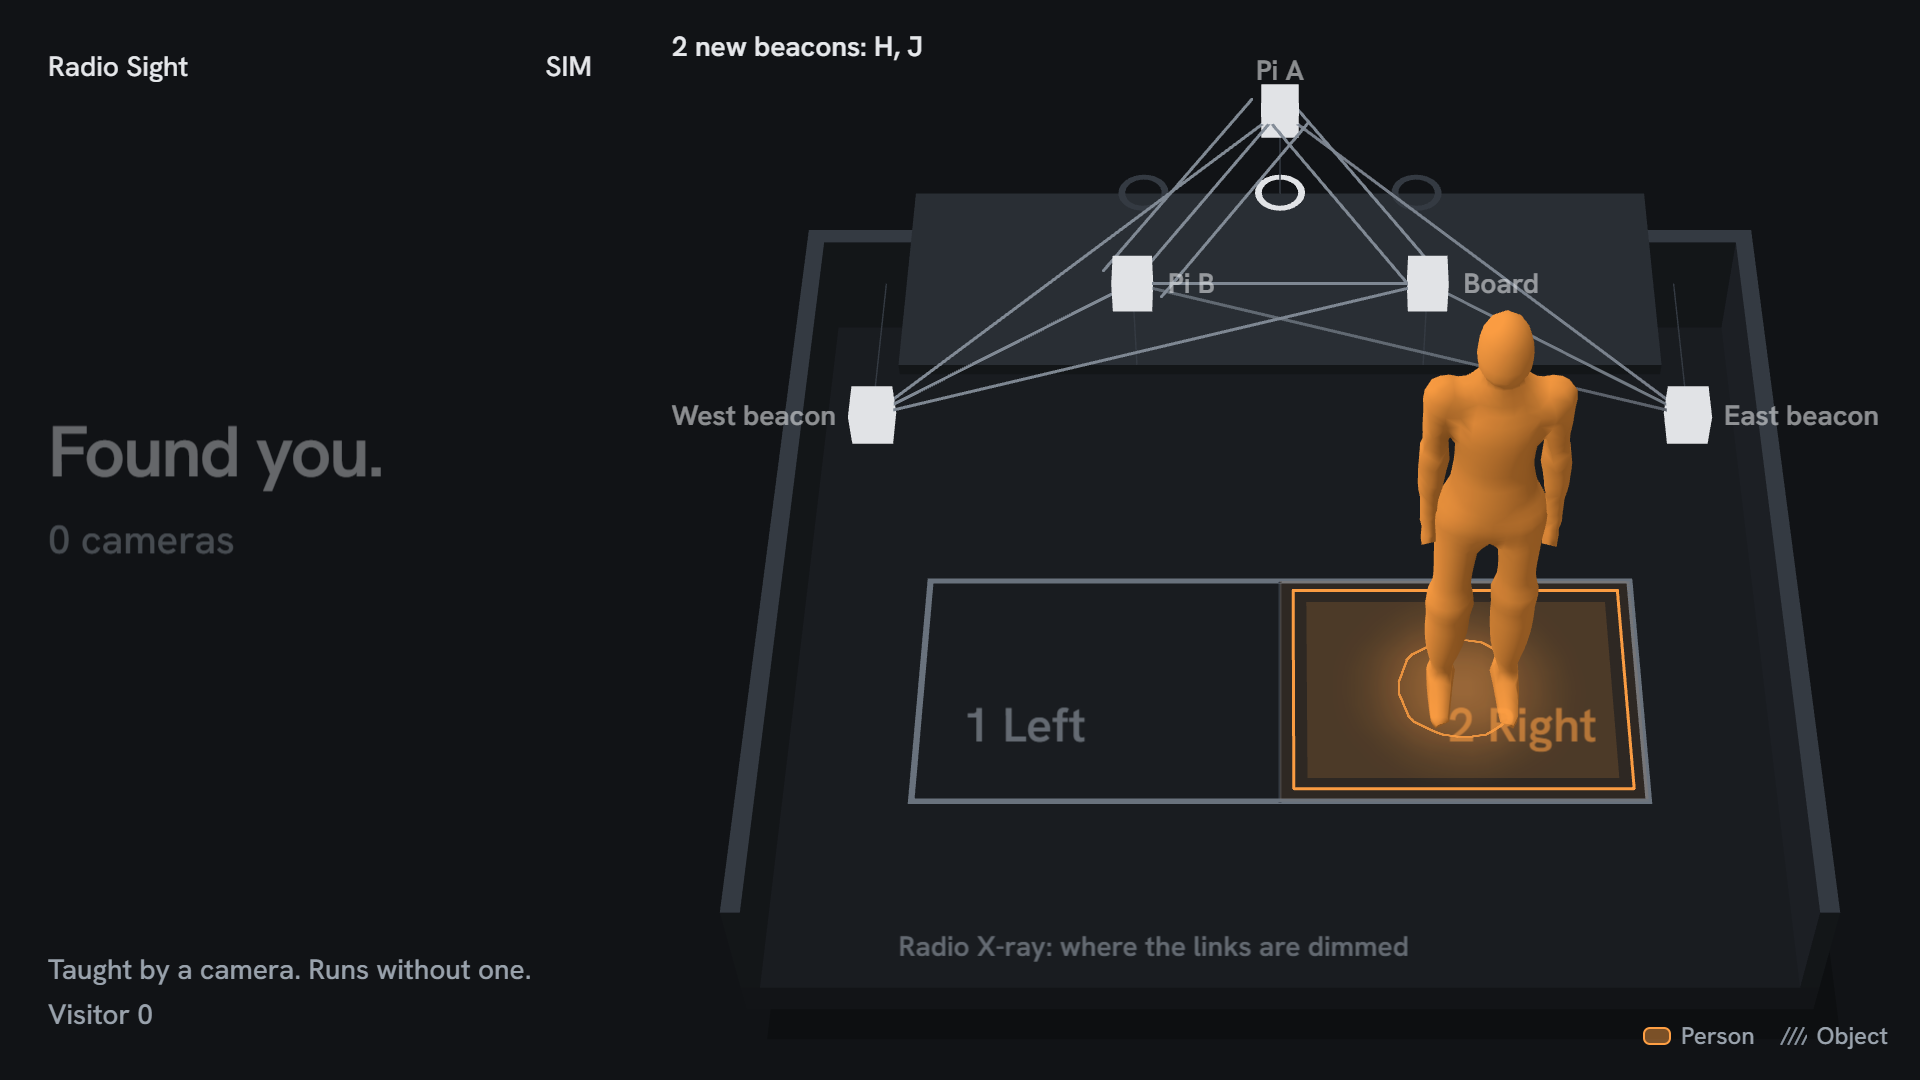 Radio Sight
SIM
2 new beacons: H, J
Pi A
Pi B
Board
West beacon
East beacon
Found you.
0 cameras
1 Left
2 Right
Radio X-ray: where the links are dimmed
Taught by a camera. Runs without one.
Visitor 0
Person
Object